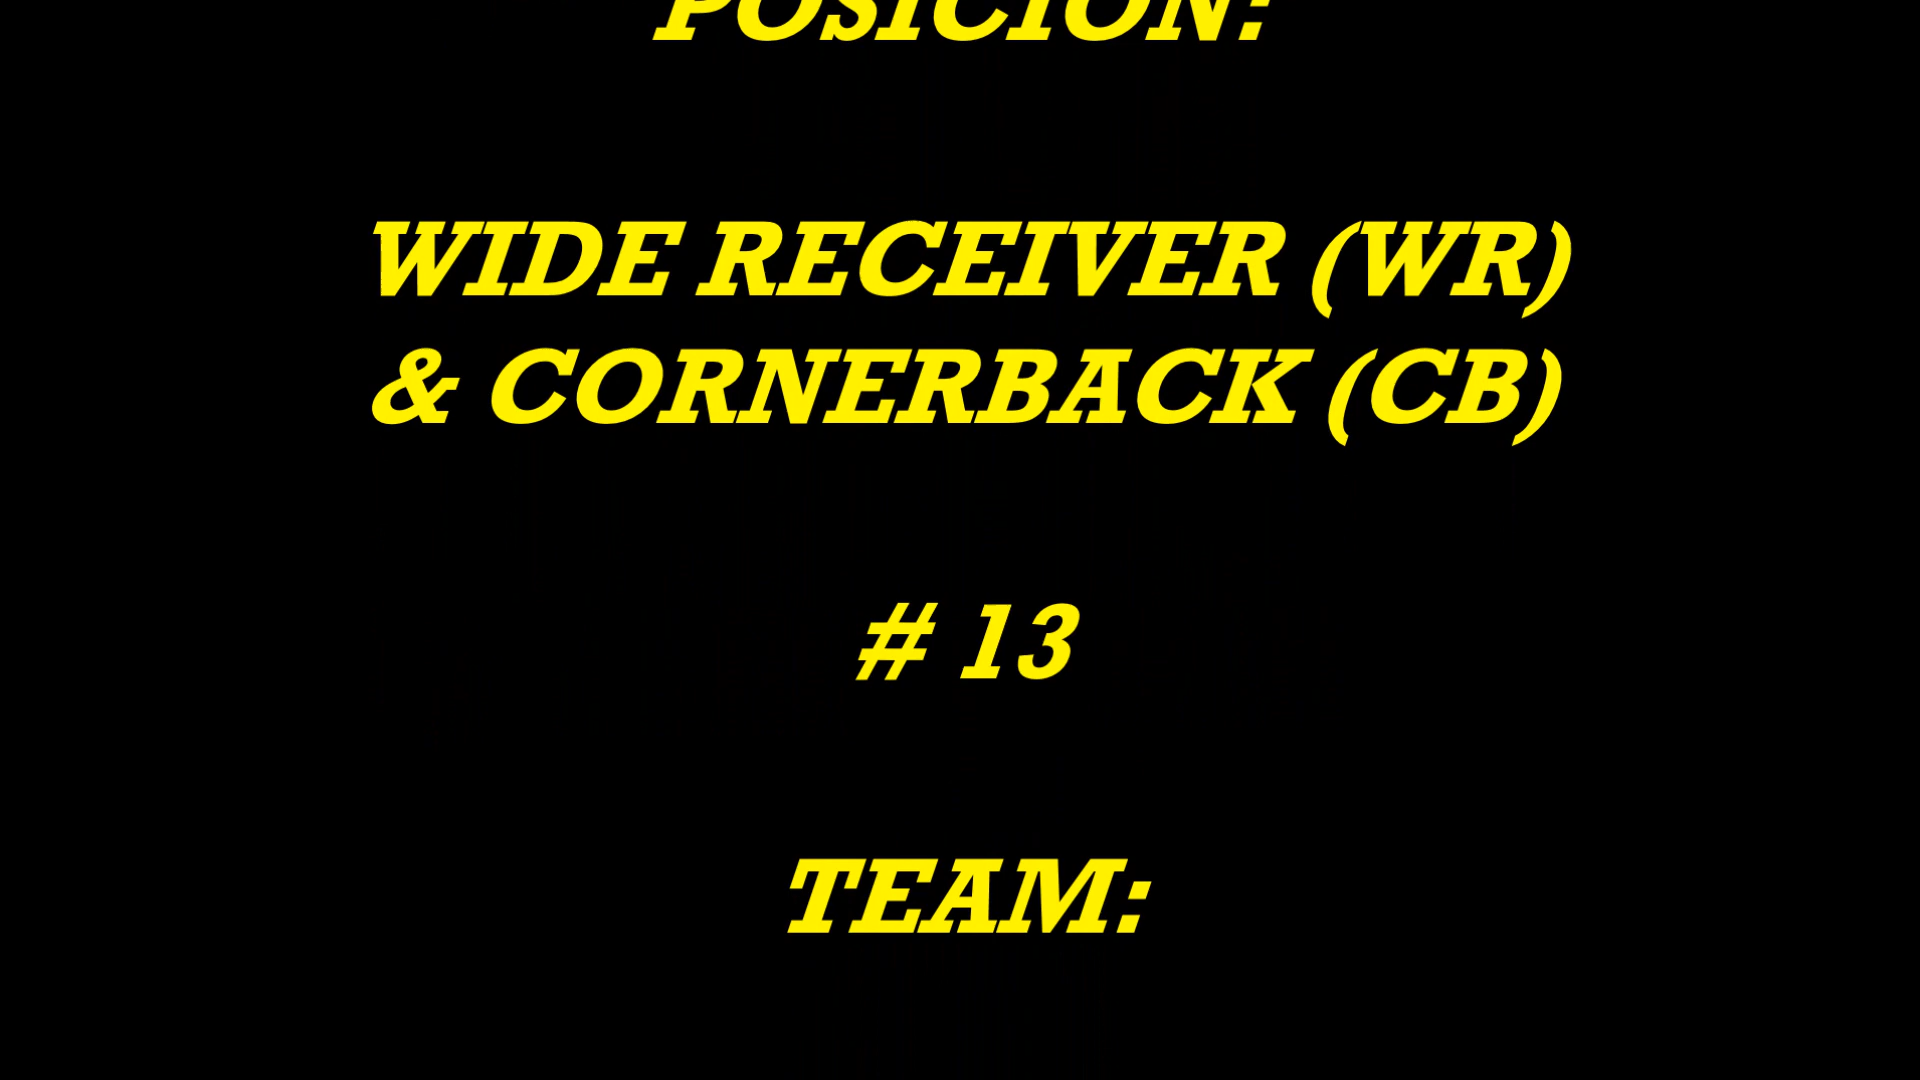 POSICION:
WIDE RECEIVER (WR)
& CORNERBACK (CB)
# 13
TEAM: